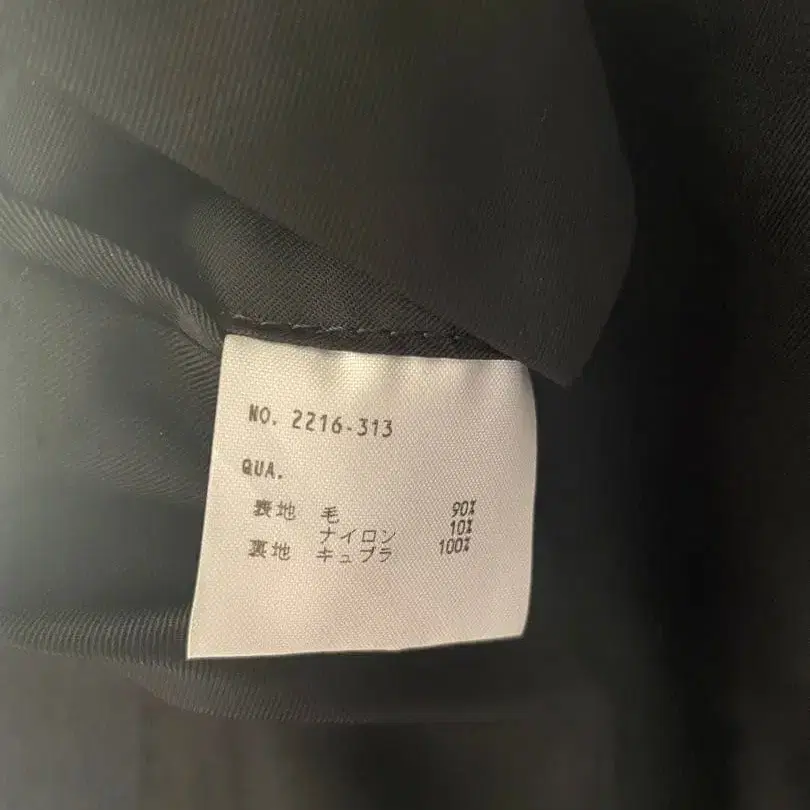 NO. 2216-313
QUA.
表地 毛 90%
ナイロン 10%
裏地 キュプラ 100%